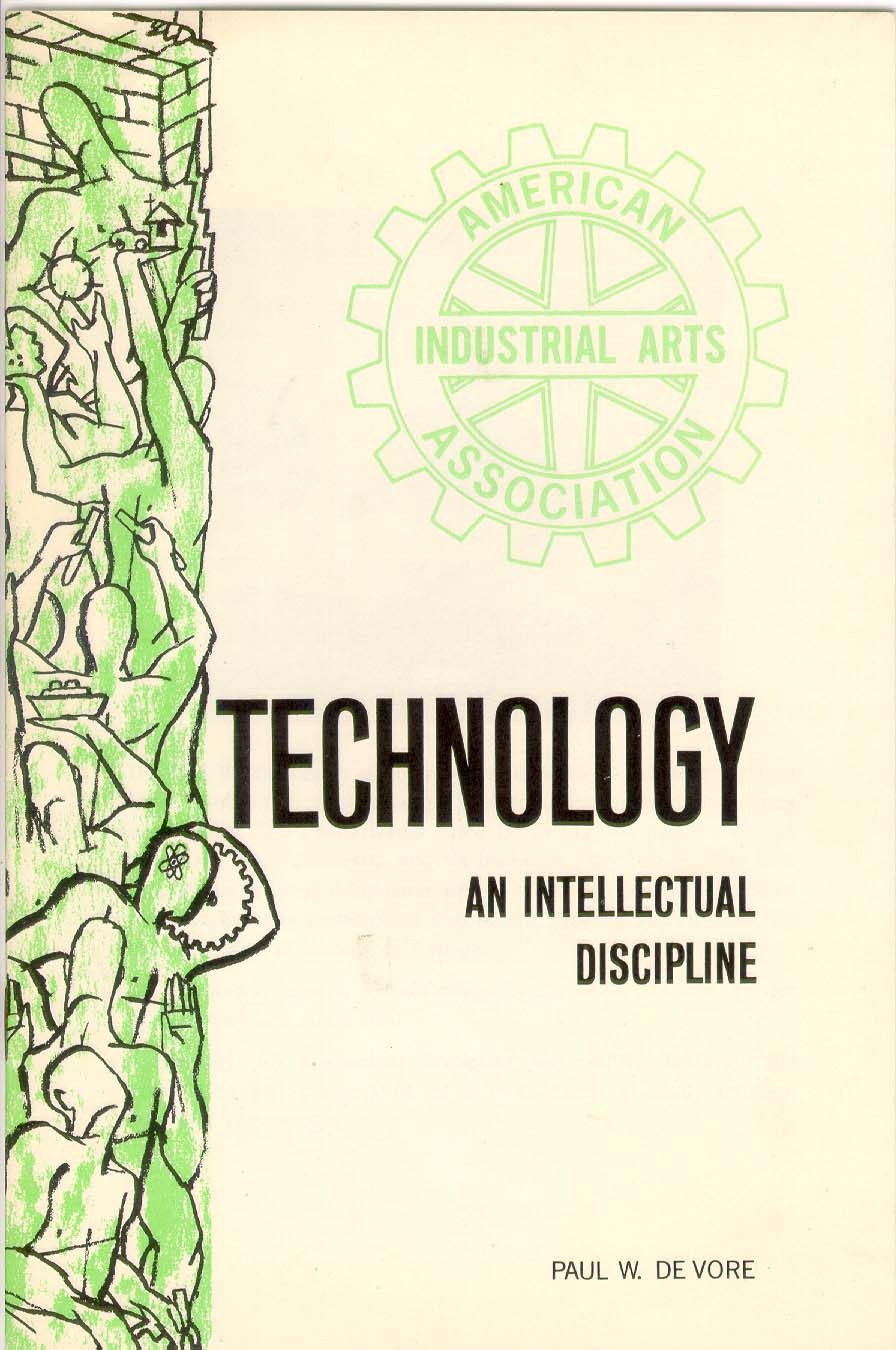 AMERICAN
INDUSTRIAL ARTS
ASSOCIATION
TECHNOLOGY
AN INTELLECTUAL
DISCIPLINE
PAUL W. DE VORE